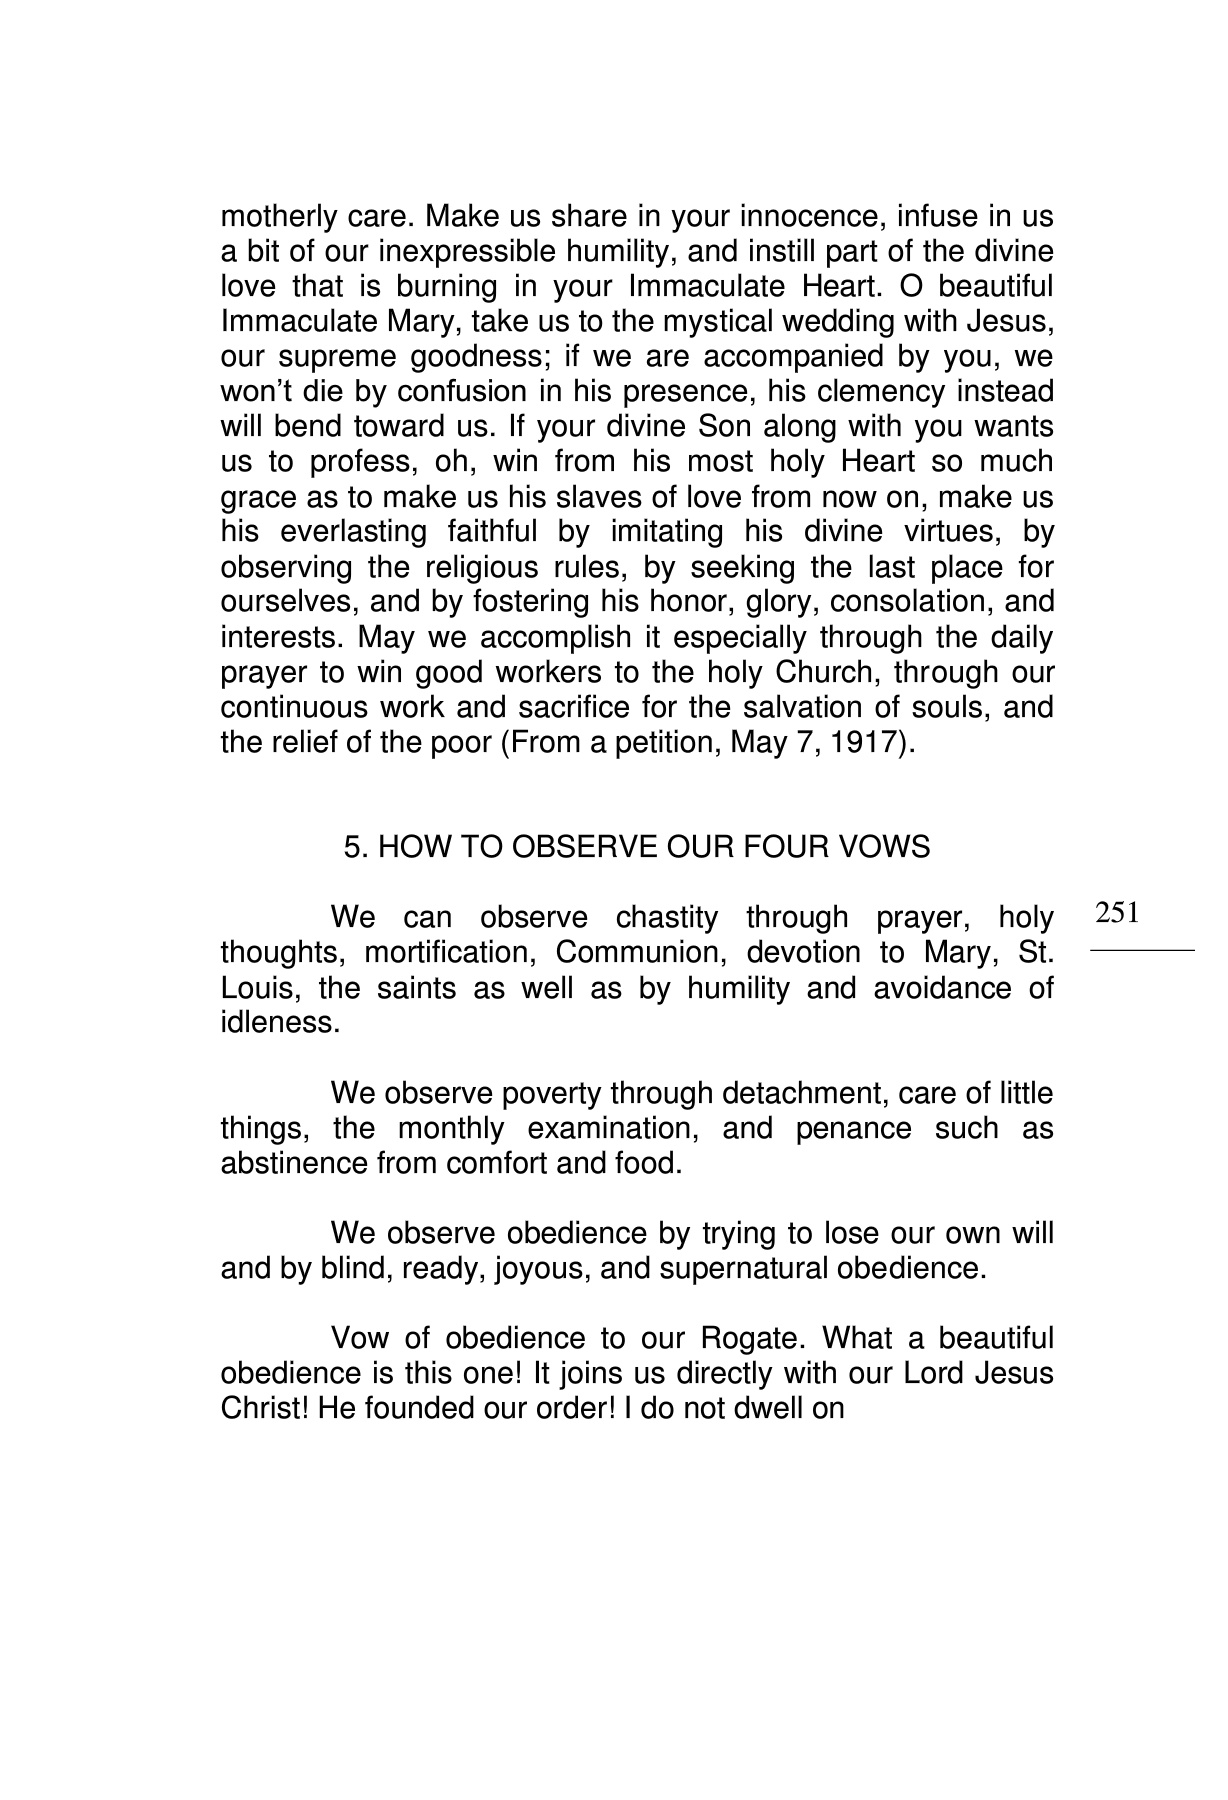 motherly care. Make us share in your innocence, infuse in us
a bit of our inexpressible humility, and instill part of the divine
love that is burning in your Immaculate Heart. O beautiful
Immaculate Mary, take us to the mystical wedding with Jesus,
our supreme goodness; if we are accompanied by you, we
won’t die by confusion in his presence, his clemency instead
will bend toward us. If your divine Son along with you wants
us to profess, oh, win from his most holy Heart so much
grace as to make us his slaves of love from now on, make us
his everlasting faithful by imitating his divine virtues, by
observing the religious rules, by seeking the last place for
ourselves, and by fostering his honor, glory, consolation, and
interests. May we accomplish it especially through the daily
prayer to win good workers to the holy Church, through our
continuous work and sacrifice for the salvation of souls, and
the relief of the poor (From a petition, May 7, 1917).
5. HOW TO OBSERVE OUR FOUR VOWS
We can observe chastity through prayer, holy
thoughts, mortification, Communion, devotion to Mary, St.
Louis, the saints as well as by humility and avoidance of
idleness.
We observe poverty through detachment, care of little
things, the monthly examination, and penance such as
abstinence from comfort and food.
We observe obedience by trying to lose our own will
and by blind, ready, joyous, and supernatural obedience.
Vow of obedience to our Rogate. What a beautiful
obedience is this one! It joins us directly with our Lord Jesus
Christ! He founded our order! I do not dwell on
251